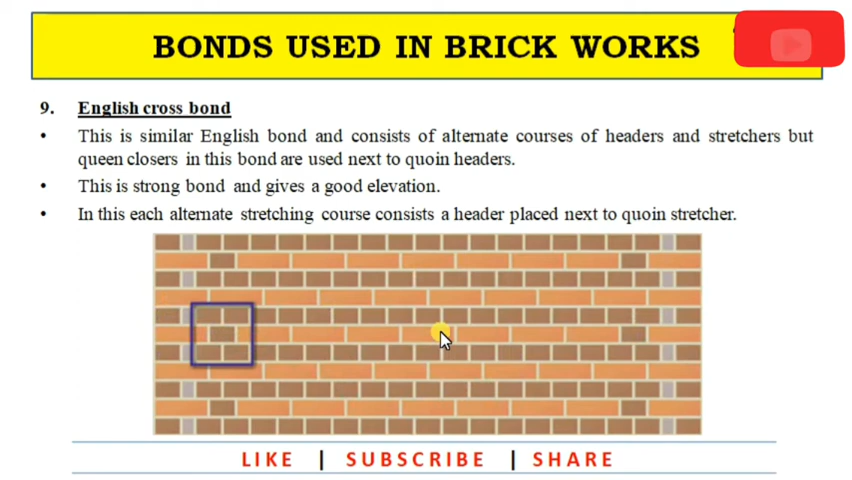 BONDS USED IN BRICK WORKS
9. English cross bond
• This is similar English bond and consists of alternate courses of headers and stretchers but
queen closers in this bond are used next to quoin headers.
• This is strong bond and gives a good elevation.
• In this each alternate stretching course consists a header placed next to quoin stretcher.
LIKE | SUBSCRIBE | SHARE